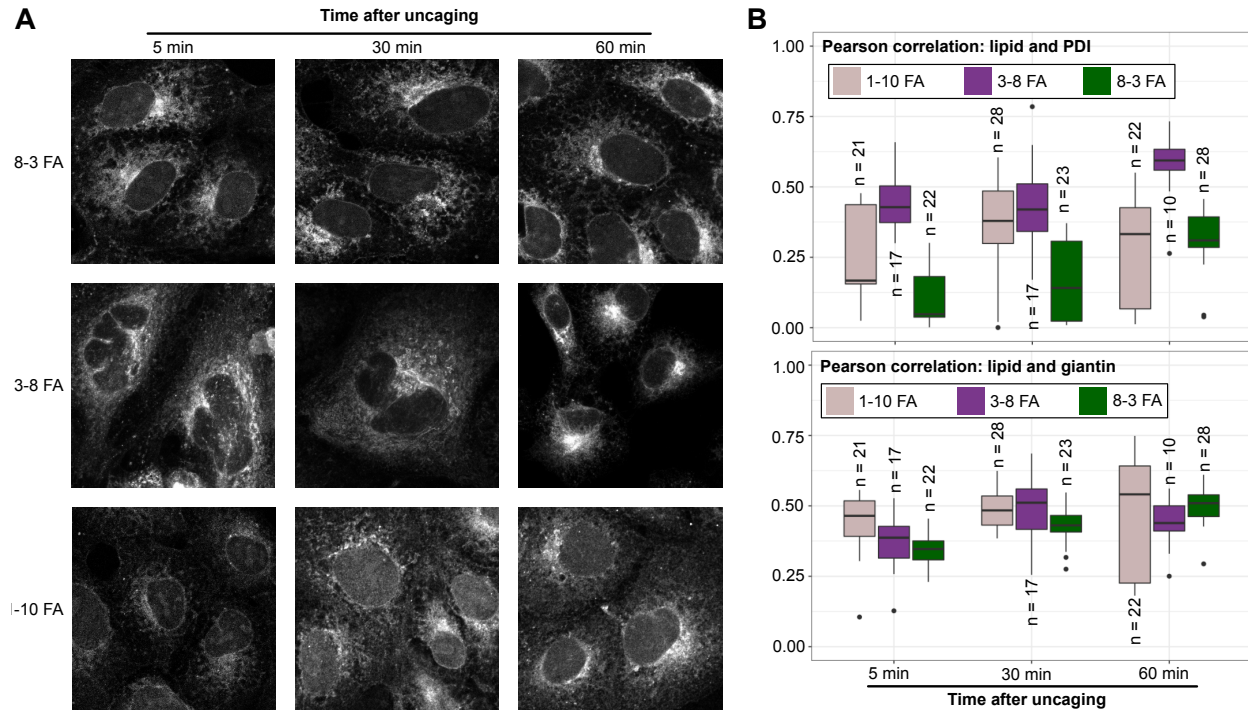 A
Time after uncaging
5 min
30 min
60 min
8-3 FA
3-8 FA
1-10 FA
B
Pearson correlation: lipid and PDI
1-10 FA 3-8 FA 8-3 FA
1.00
0.75
0.50
0.25
0.00
n = 21
n = 17
n = 22
n = 28
n = 17
n = 23
n = 22
n = 10
n = 28
Pearson correlation: lipid and giantin
1-10 FA 3-8 FA 8-3 FA
1.00
0.75
0.50
0.25
0.00
n = 21
n = 17
n = 22
n = 28
n = 17
n = 23
n = 22
n = 10
n = 28
5 min
30 min
60 min
Time after uncaging